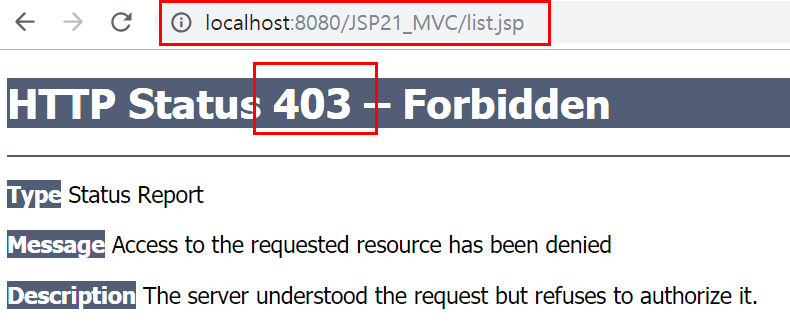 localhost:8080/JSP21_MVC/list.jsp
HTTP Status 403 – Forbidden
Type Status Report
Message Access to the requested resource has been denied
Description The server understood the request but refuses to authorize it.